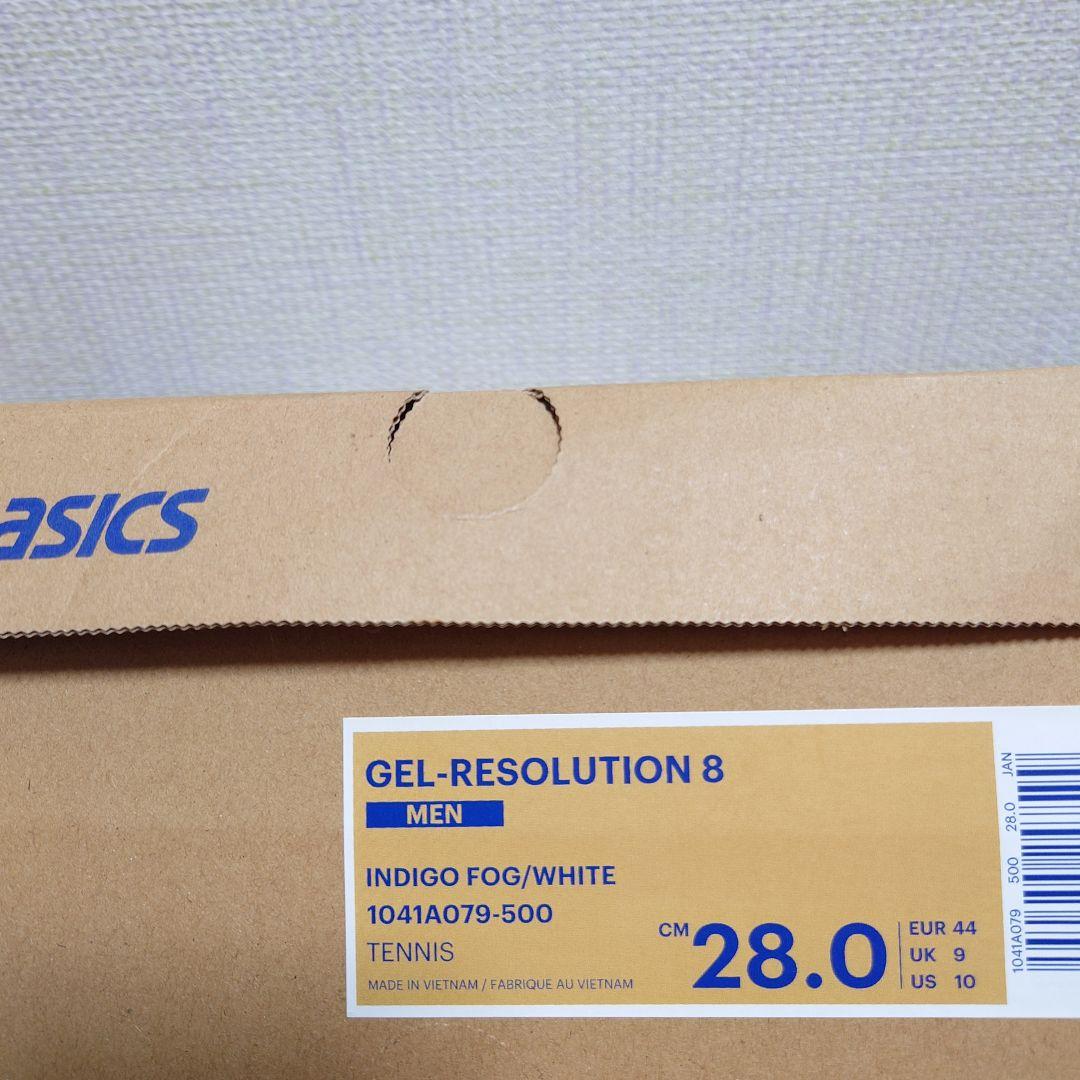 asics
GEL-RESOLUTION 8
MEN
INDIGO FOG/WHITE
1041A079-500
TENNIS
MADE IN VIETNAM / FABRIQUE AU VIETNAM
CM 28.0
EUR 44
UK 9
US 10
1041A079 500 28.0 JAN